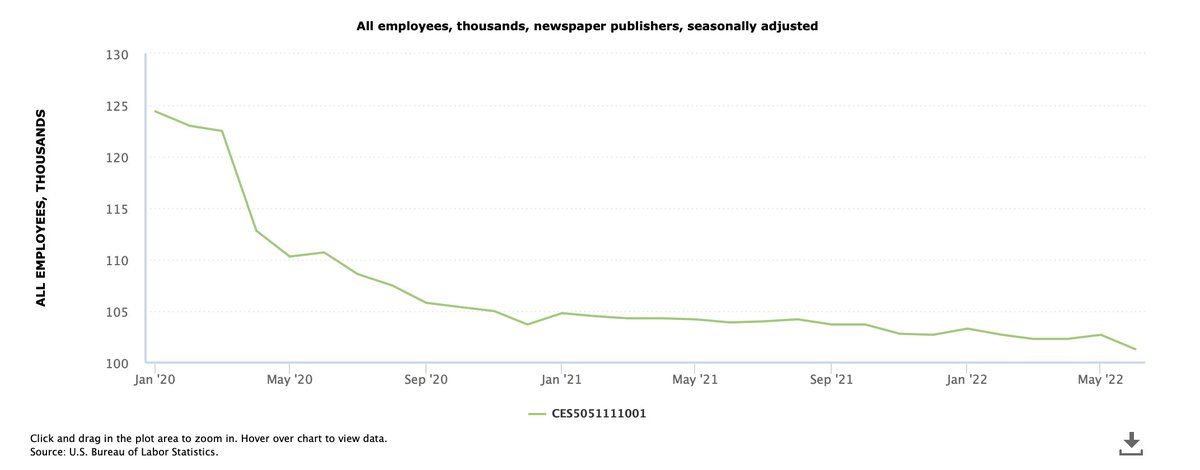 All employees, thousands, newspaper publishers, seasonally adjusted
ALL EMPLOYEES, THOUSANDS
130
125
120
115
110
105
100
Jan '20 May '20 Sep '20 Jan '21 May '21 Sep '21 Jan '22 May '22
CES5051111001
Click and drag in the plot area to zoom in. Hover over chart to view data.
Source: U.S. Bureau of Labor Statistics.